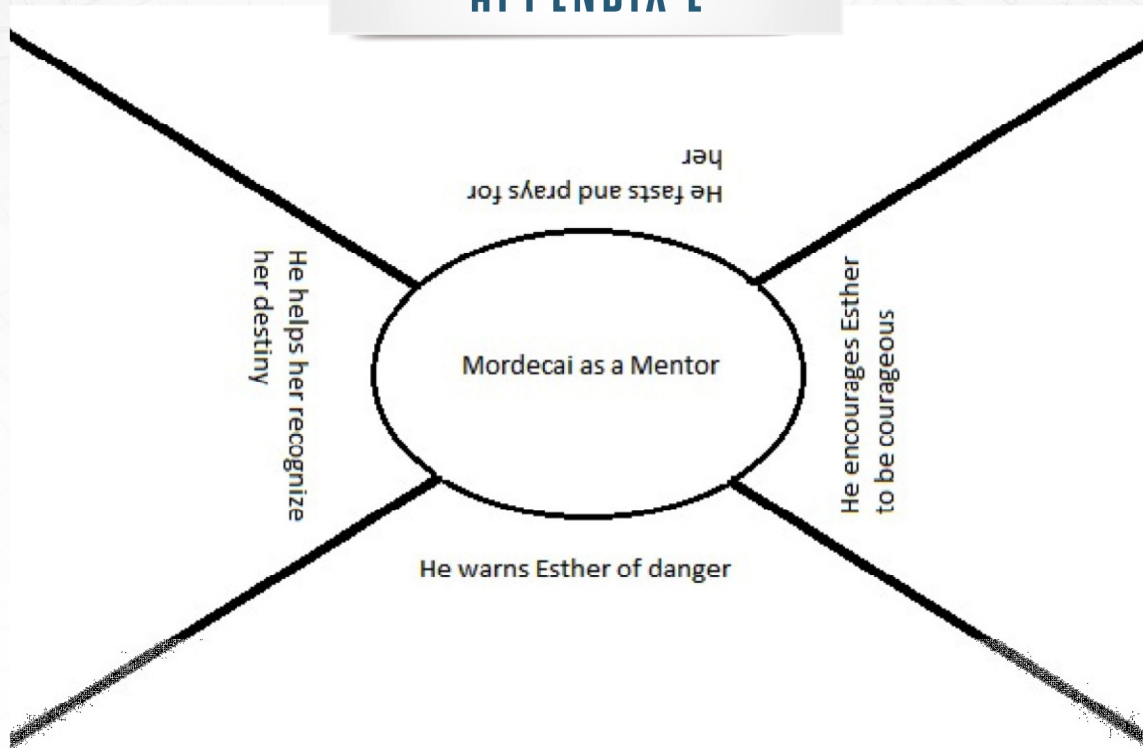 He fasts and prays for
her
He helps her recognize
her destiny
Mordecai as a Mentor
He encourages Esther
to be courageous
He warns Esther of danger